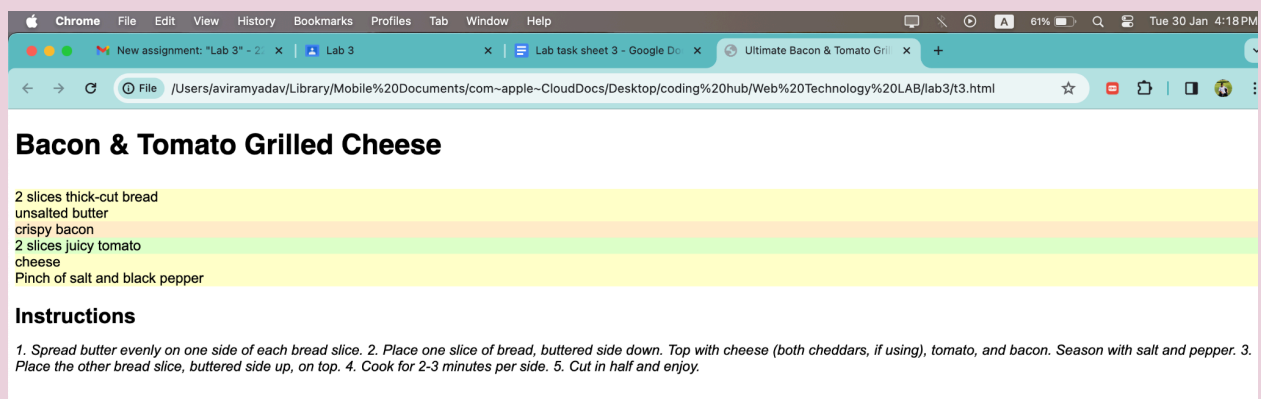 Chrome File Edit View History Bookmarks Profiles Tab Window Help
A 61% Tue 30 Jan 4:18 PM
New assignment: "Lab 3" - 2
Lab 3
Lab task sheet 3 - Google Do
Ultimate Bacon & Tomato Gril
File /Users/aviramyadav/Library/Mobile%20Documents/com~apple~CloudDocs/Desktop/coding%20hub/Web%20Technology%20LAB/lab3/t3.html
Bacon & Tomato Grilled Cheese
2 slices thick-cut bread
unsalted butter
crispy bacon
2 slices juicy tomato
cheese
Pinch of salt and black pepper
Instructions
1. Spread butter evenly on one side of each bread slice. 2. Place one slice of bread, buttered side down. Top with cheese (both cheddars, if using), tomato, and bacon. Season with salt and pepper. 3.
Place the other bread slice, buttered side up, on top. 4. Cook for 2-3 minutes per side. 5. Cut in half and enjoy.